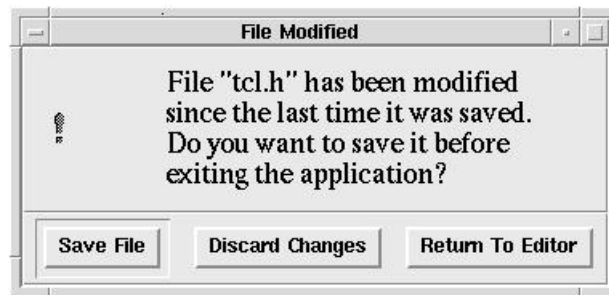 File Modified
File "tcl.h" has been modified
since the last time it was saved.
Do you want to save it before
exiting the application?
Save File
Discard Changes
Return To Editor